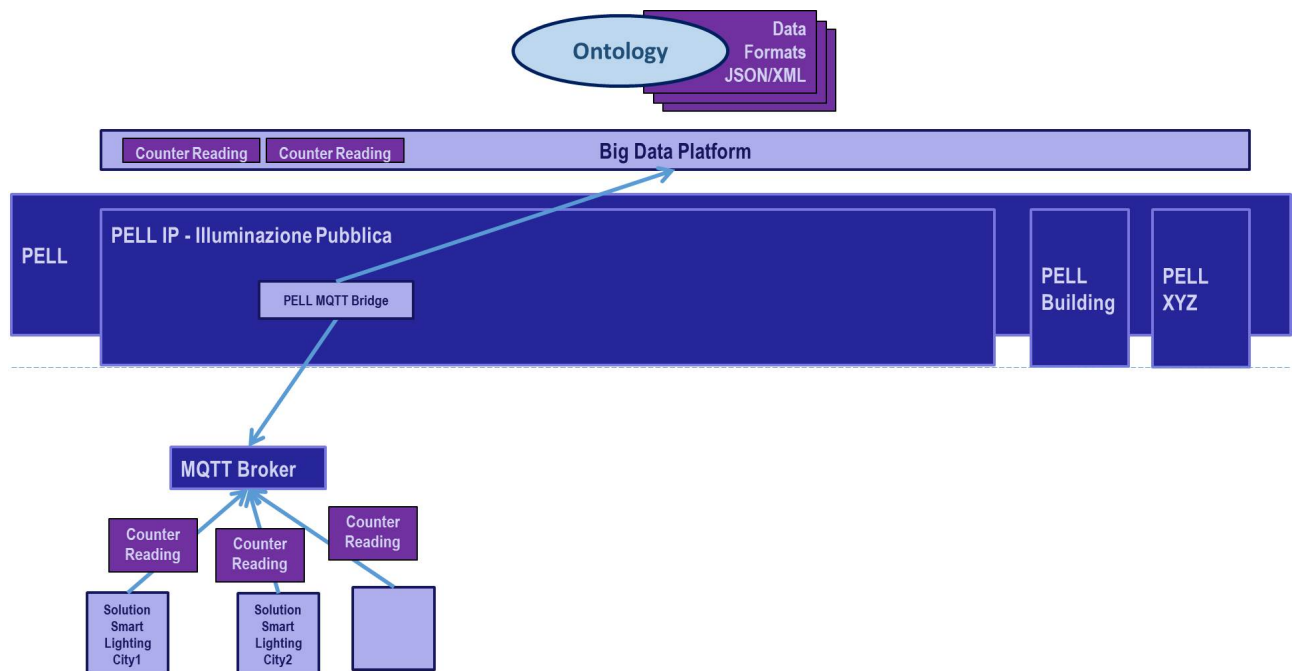 Ontology
Data
Formats
JSON/XML
Counter Reading
Counter Reading
Big Data Platform
PELL
PELL IP - Illuminazione Pubblica
PELL MQTT Bridge
PELL
Building
PELL
XYZ
MQTT Broker
Counter
Reading
Counter
Reading
Counter
Reading
Solution
Smart
Lighting
City1
Solution
Smart
Lighting
City2